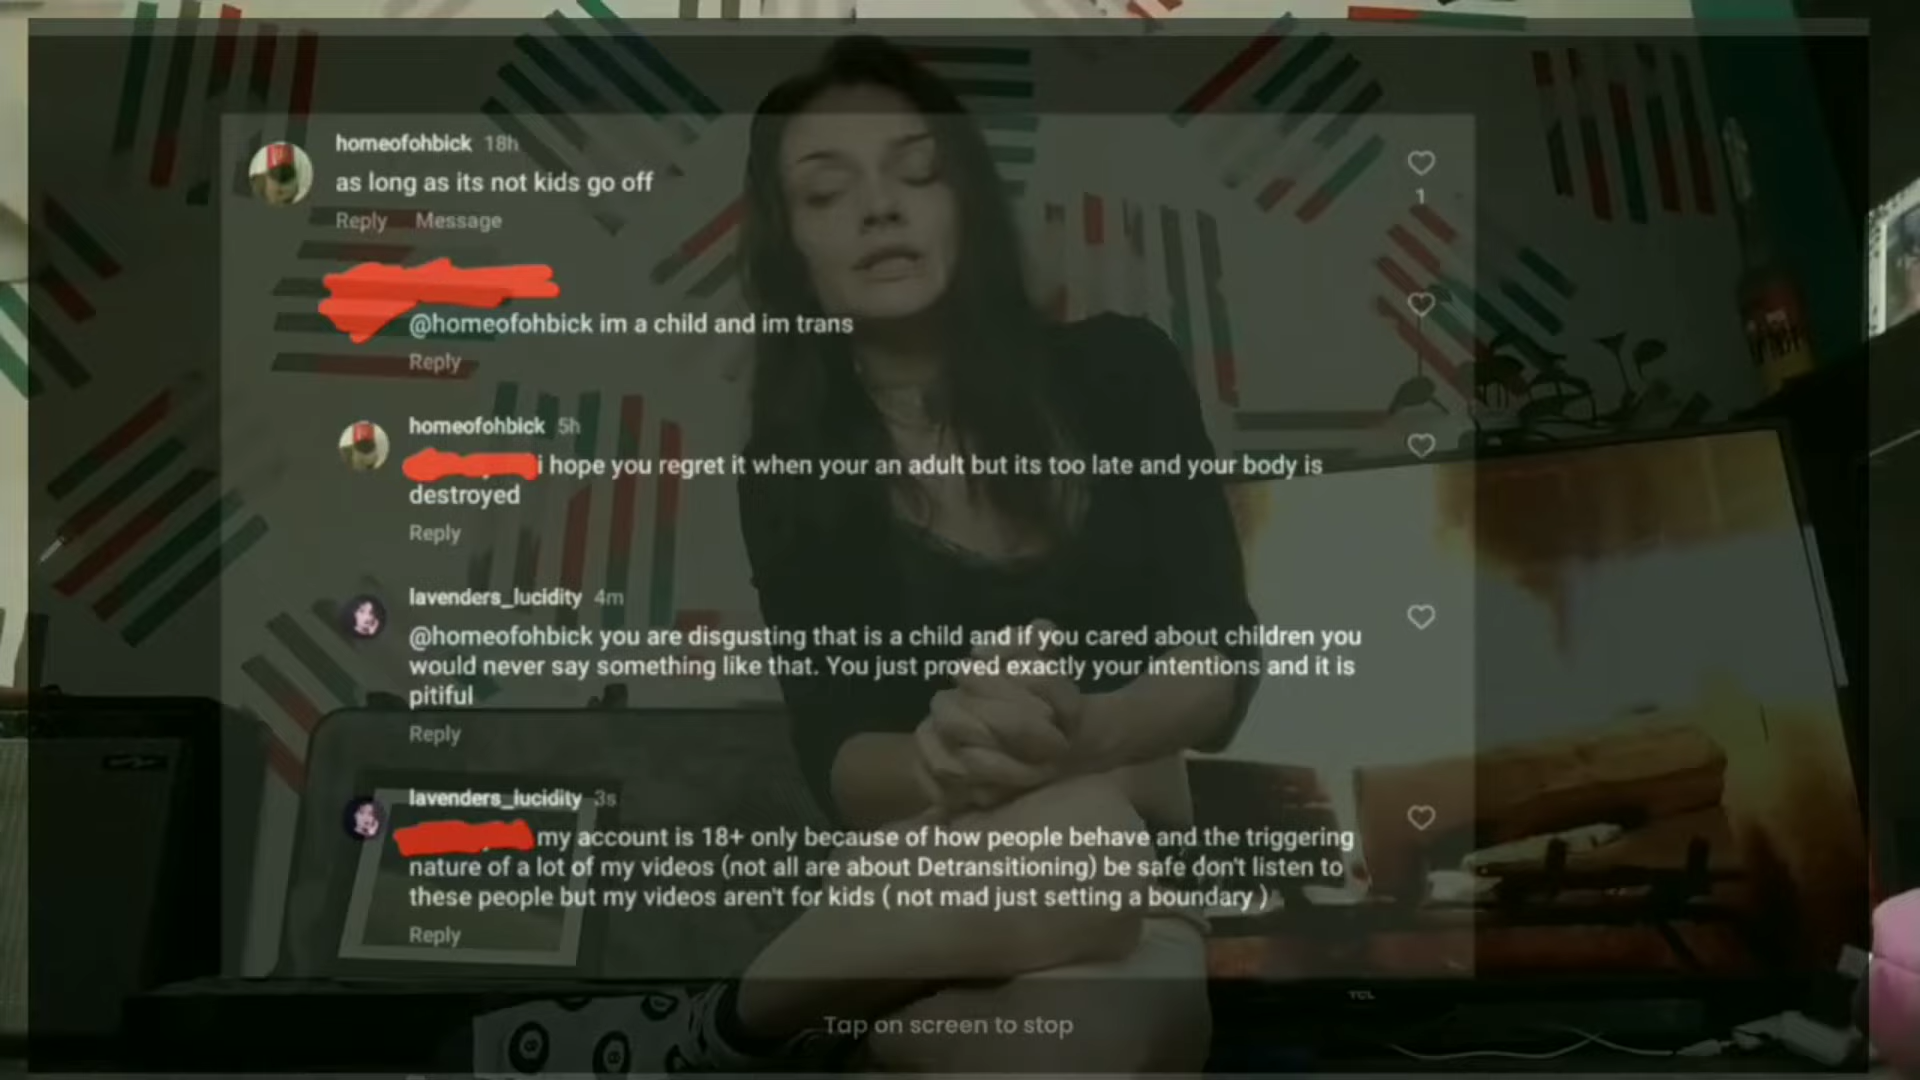 homeofohbick 18h
as long as its not kids go off
Reply Message
1
@homeofohbick im a child and im trans
Reply
homeofohbick 5h
i hope you regret it when your an adult but its too late and your body is
destroyed
Reply
lavenders_lucidity 4m
@homeofohbick you are disgusting that is a child and if you cared about children you
would never say something like that. You just proved exactly your intentions and it is
pitiful
Reply
lavenders_lucidity 3s
my account is 18+ only because of how people behave and the triggering
nature of a lot of my videos (not all are about Detransitioning) be safe don't listen to
these people but my videos aren't for kids ( not mad just setting a boundary )
Reply
TCL
Tap on screen to stop